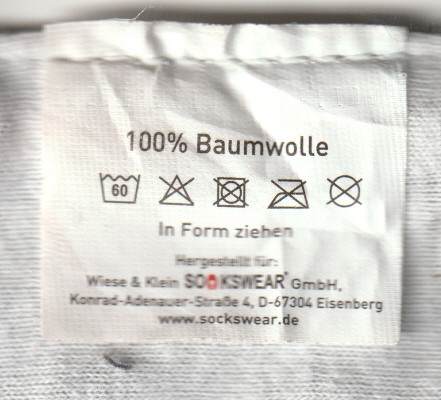 100% Baumwolle
60
In Form ziehen
Hergestellt für:
Wiese & Klein SOCKSWEAR® GmbH,
Konrad-Adenauer-Straße 4, D-67304 Eisenberg
www.sockswear.de